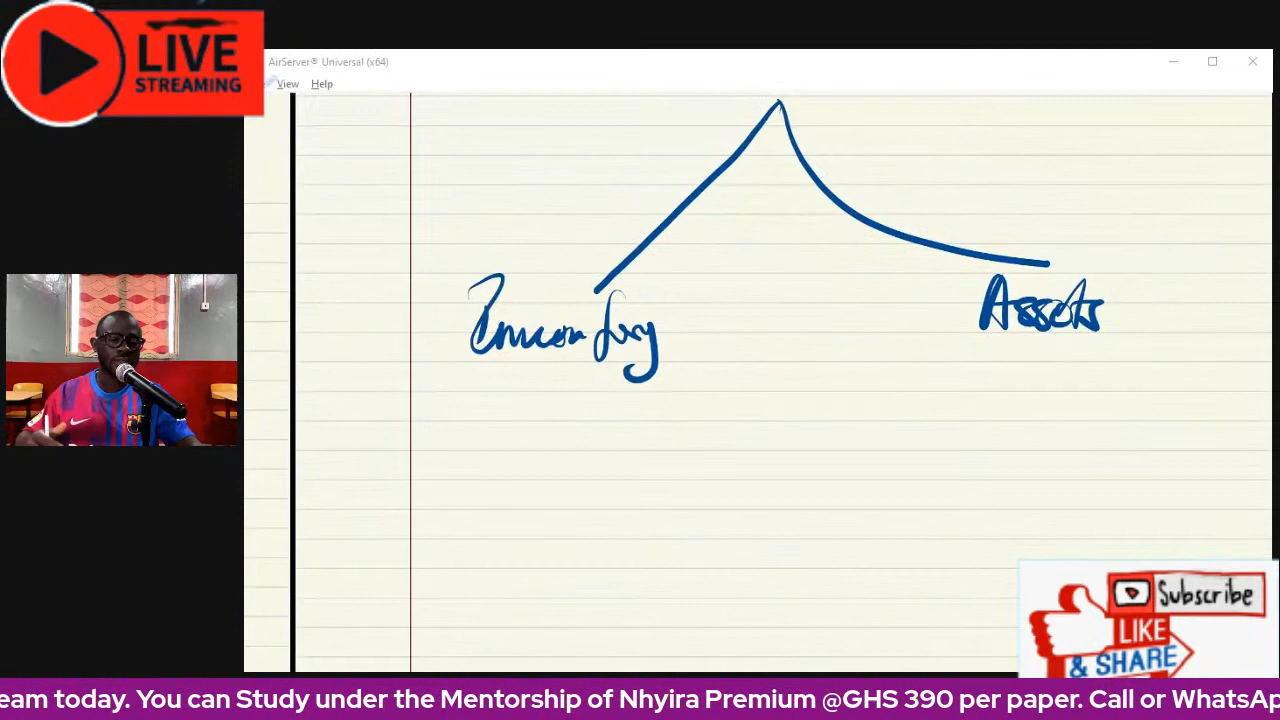 LIVE
STREAMING
AirServer® Universal (x64)
View Help
Assets
Subscribe
LIKE
& SHARE
eam today. You can Study under the Mentorship of Nhyira Premium @GHS 390 per paper. Call or WhatsAp